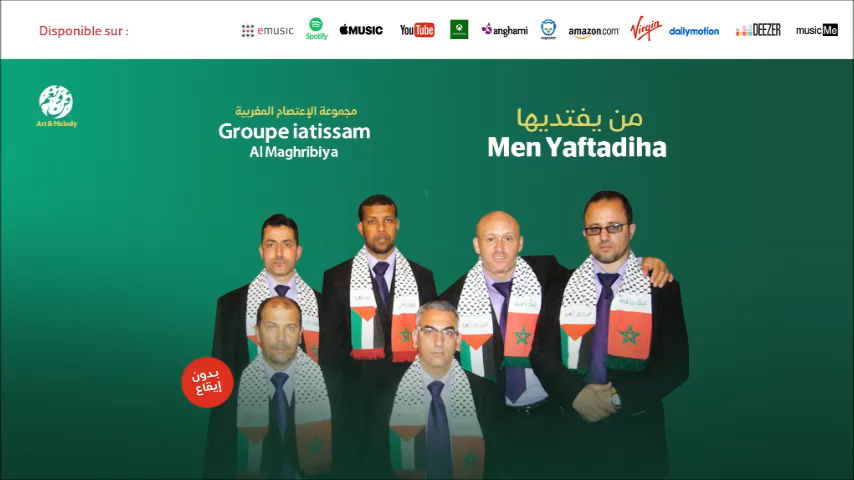 Disponible sur :
emusic
Spotify
MUSIC
YouTube
anghami
napster
amazon.com
Virgin
dailymotion
DEEZER
musicMe
Art & Melody
مجموعة الإعتصام المغربية
Groupe iatissam
Al Maghribiya
من يفتديها
Men Yaftadiha
بدون
إيقاع